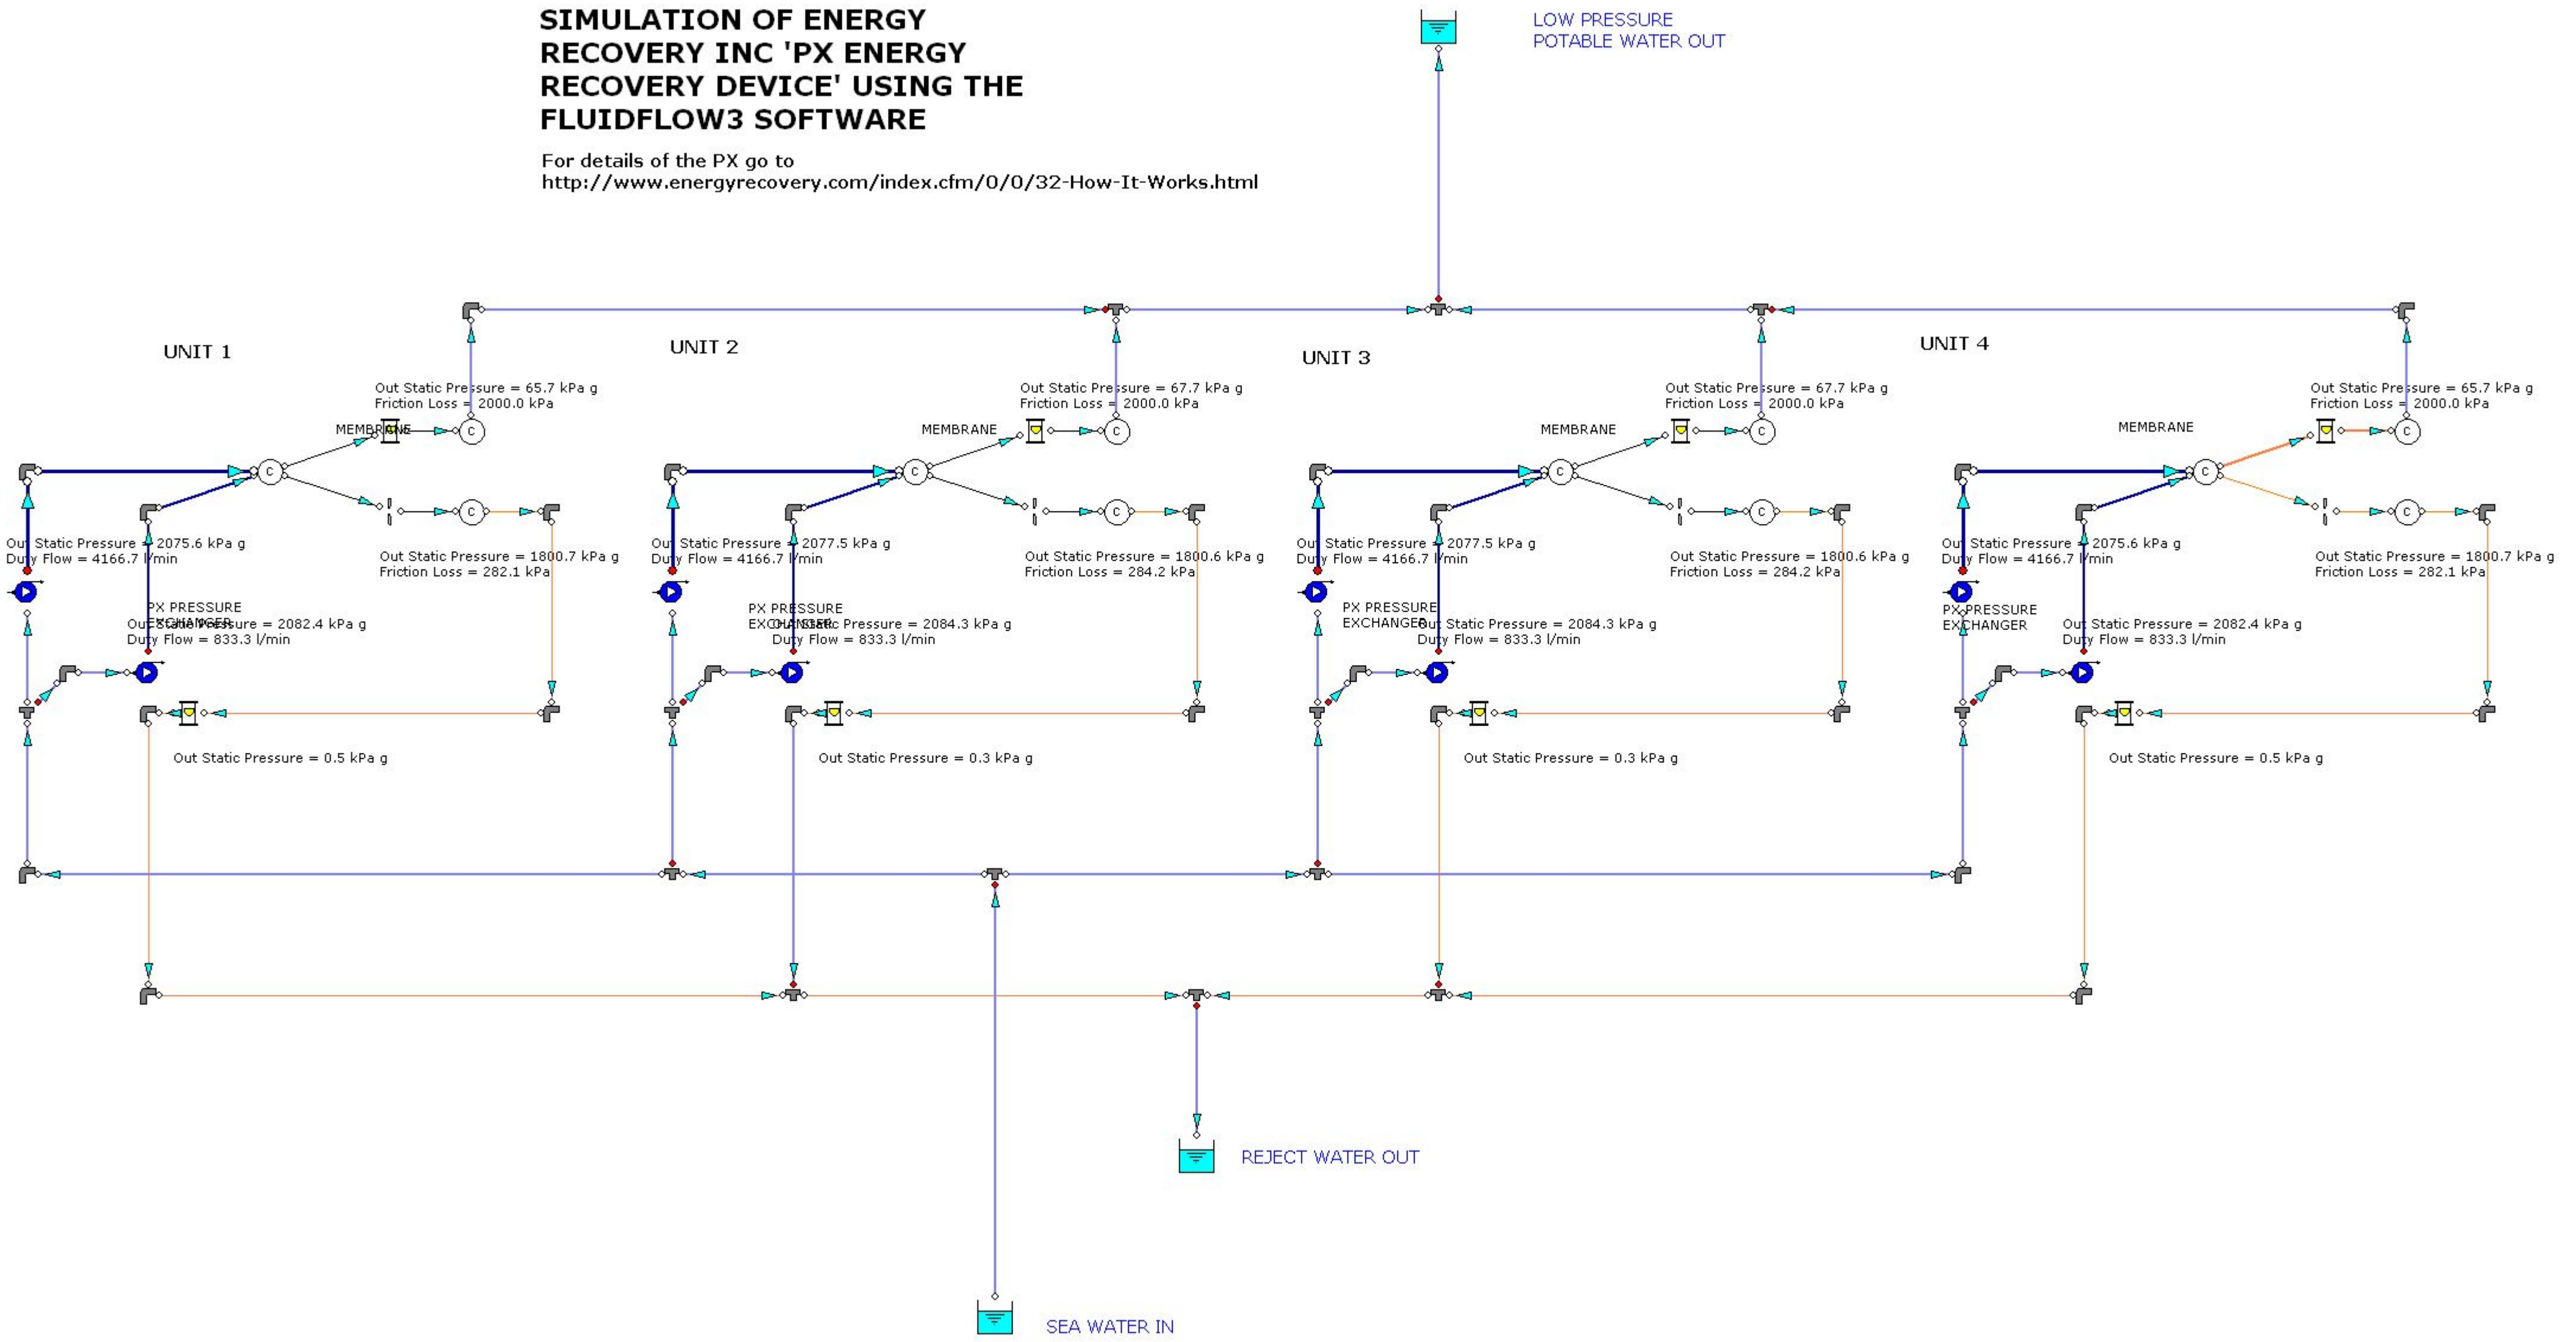 SIMULATION OF ENERGY
RECOVERY INC 'PX ENERGY
RECOVERY DEVICE' USING THE
FLUIDFLOW3 SOFTWARE
For details of the PX go to
http://www.energyrecovery.com/index.cfm/0/0/32-How-It-Works.html
LOW PRESSURE
POTABLE WATER OUT
UNIT 1
UNIT 2
UNIT 3
UNIT 4
Out Static Pressure = 65.7 kPa g
Friction Loss = 2000.0 kPa
Out Static Pressure = 67.7 kPa g
Friction Loss = 2000.0 kPa
Out Static Pressure = 67.7 kPa g
Friction Loss = 2000.0 kPa
Out Static Pressure = 65.7 kPa g
Friction Loss = 2000.0 kPa
MEMBRANE
MEMBRANE
MEMBRANE
MEMBRANE
C
C
C
C
C
C
C
C
C
C
C
C
Out Static Pressure = 2075.6 kPa g
Duty Flow = 4166.7 l/min
Out Static Pressure = 1800.7 kPa g
Friction Loss = 282.1 kPa
Out Static Pressure = 2077.5 kPa g
Duty Flow = 4166.7 l/min
Out Static Pressure = 1800.6 kPa g
Friction Loss = 284.2 kPa
Out Static Pressure = 2077.5 kPa g
Duty Flow = 4166.7 l/min
Out Static Pressure = 1800.6 kPa g
Friction Loss = 284.2 kPa
Out Static Pressure = 2075.6 kPa g
Duty Flow = 4166.7 l/min
Out Static Pressure = 1800.7 kPa g
Friction Loss = 282.1 kPa
PX PRESSURE
EXCHANGER
Out Static Pressure = 2082.4 kPa g
Duty Flow = 833.3 l/min
PX PRESSURE
EXCHANGER
Out Static Pressure = 2084.3 kPa g
Duty Flow = 833.3 l/min
PX PRESSURE
EXCHANGER
Out Static Pressure = 2084.3 kPa g
Duty Flow = 833.3 l/min
PX PRESSURE
EXCHANGER
Out Static Pressure = 2082.4 kPa g
Duty Flow = 833.3 l/min
Out Static Pressure = 0.5 kPa g
Out Static Pressure = 0.3 kPa g
Out Static Pressure = 0.3 kPa g
Out Static Pressure = 0.5 kPa g
REJECT WATER OUT
SEA WATER IN